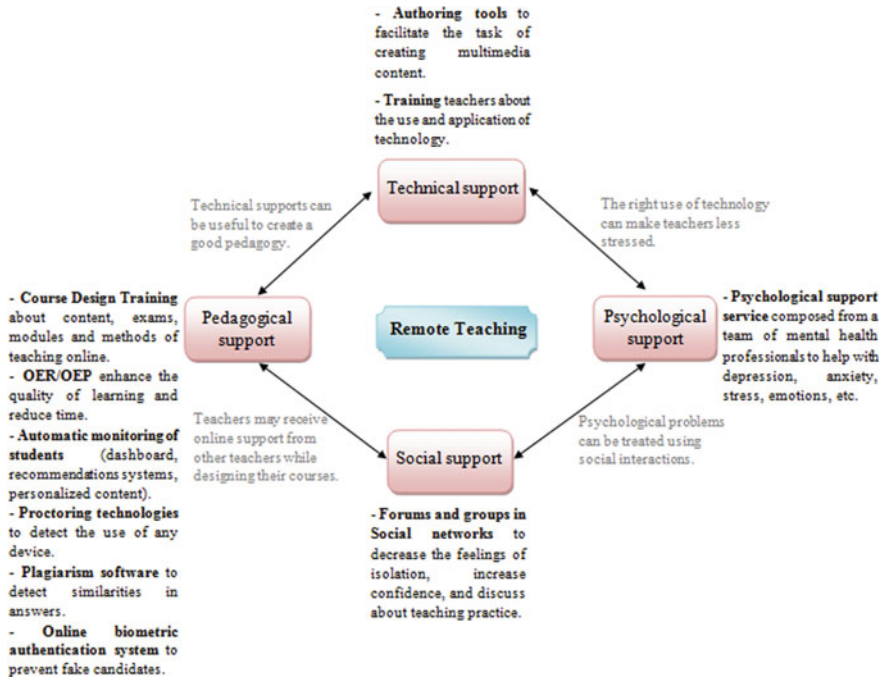 - Authoring tools to
facilitate the task of
creating multimedia
content.
- Training teachers about
the use and application of
technology.
Technical support
Technical supports can
be useful to create a
good pedagogy.
The right use of technology
can make teachers less
stressed.
- Course Design Training
about content, exams,
modules and methods of
teaching online.
- OER/OEP enhance the
quality of learning and
reduce time.
- Automatic monitoring of
students (dashboard,
recommendations systems,
personalized content).
- Proctoring technologies
to detect the use of any
device.
- Plagiarism software to
detect similarities in
answers.
- Online biometric
authentication system to
prevent fake candidates.
Pedagogical
support
Remote Teaching
Psychological
support
- Psychological support
service composed from a
team of mental health
professionals to help with
depression, anxiety,
stress, emotions, etc.
Teachers may receive
online support from
other teachers while
designing their courses.
Psychological problems
can be treated using
social interactions.
Social support
- Forums and groups in
Social networks to
decrease the feelings of
isolation, increase
confidence, and discuss
about teaching practice.